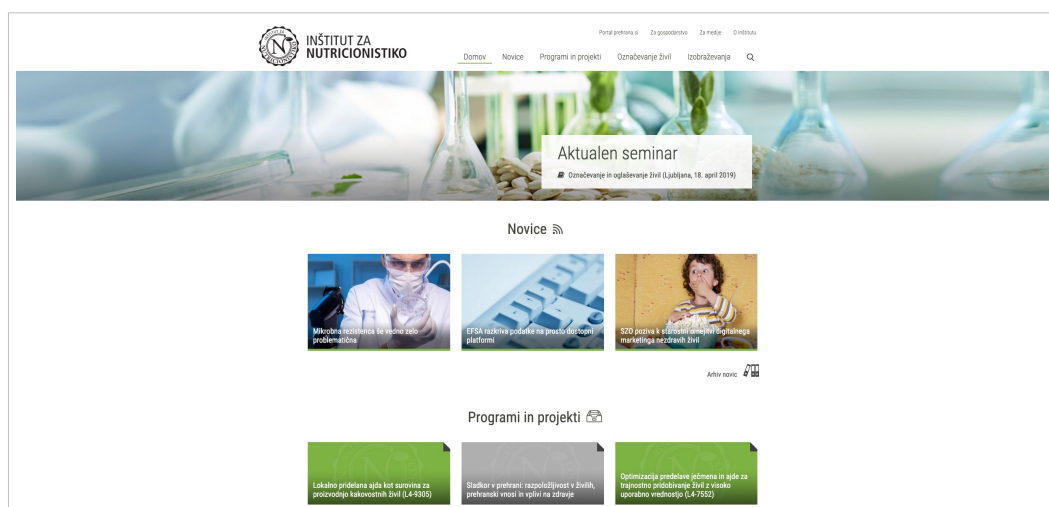 INŠTITUT ZA
NUTRICIONISTIKO
Portal prehrana.si Za gospodarstvo Za medije O inštitutu
Domov Novice Programi in projekti Označevanje živil Izobraževanja
Aktualen seminar
Označevanje in oglaševanje živil (Ljubljana, 18. april 2019)
Novice
Mikrobna rezistenca še vedno zelo
problematična
EFSA razkriva podatke na prosto dostopni
platformi
SZO poziva k starostni omejitvi digitalnega
marketinga nezdravih živil
Arhiv novic
Programi in projekti
Lokalno pridelana ajda kot surovina za
proizvodnjo kakovostnih živil (L4-9305)
Sladkor v prehrani: razpoložljivost v živilih,
prehranski vnosi in vplivi na zdravje
Optimizacija predelave ječmena in ajde za
trajnostno pridobivanje živil z visoko
uporabno vrednostjo (L4-7552)